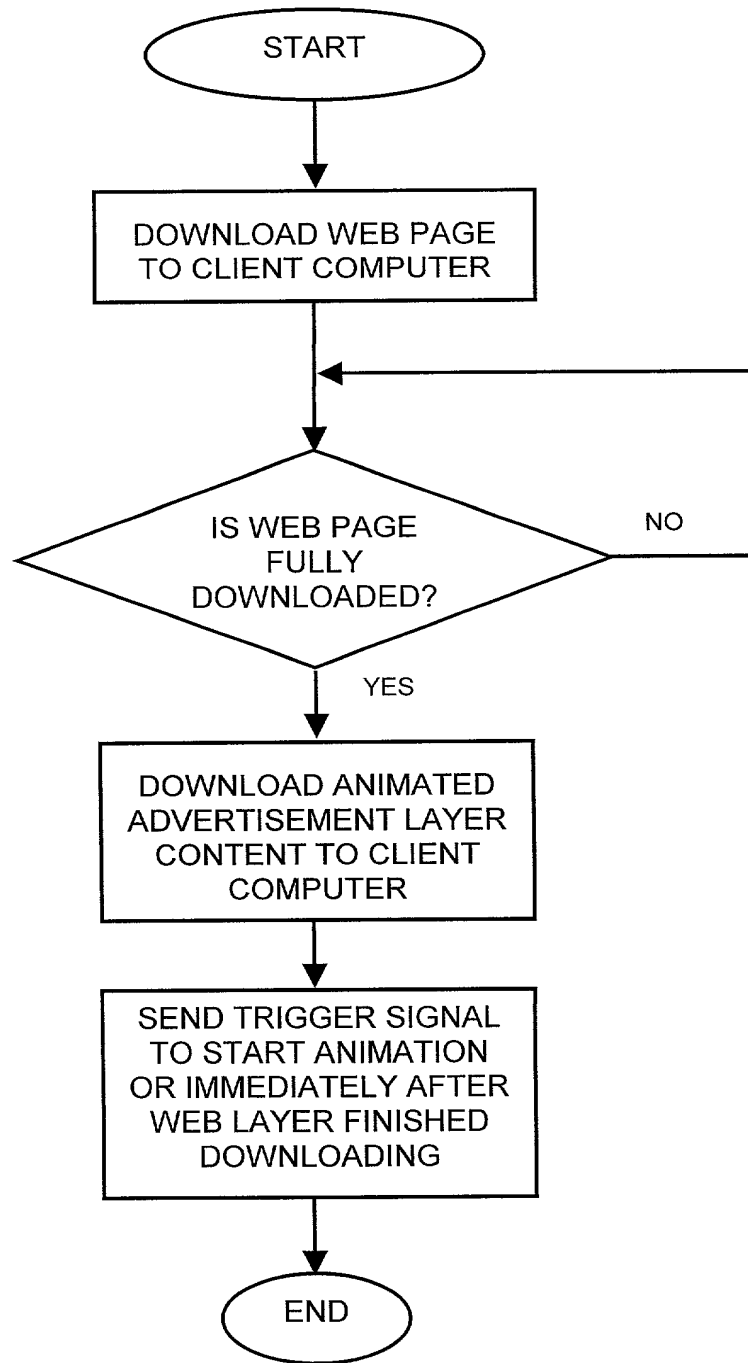 START
DOWNLOAD WEB PAGE
TO CLIENT COMPUTER
IS WEB PAGE
FULLY
DOWNLOADED?
NO
YES
DOWNLOAD ANIMATED
ADVERTISEMENT LAYER
CONTENT TO CLIENT
COMPUTER
SEND TRIGGER SIGNAL
TO START ANIMATION
OR IMMEDIATELY AFTER
WEB LAYER FINISHED
DOWNLOADING
END